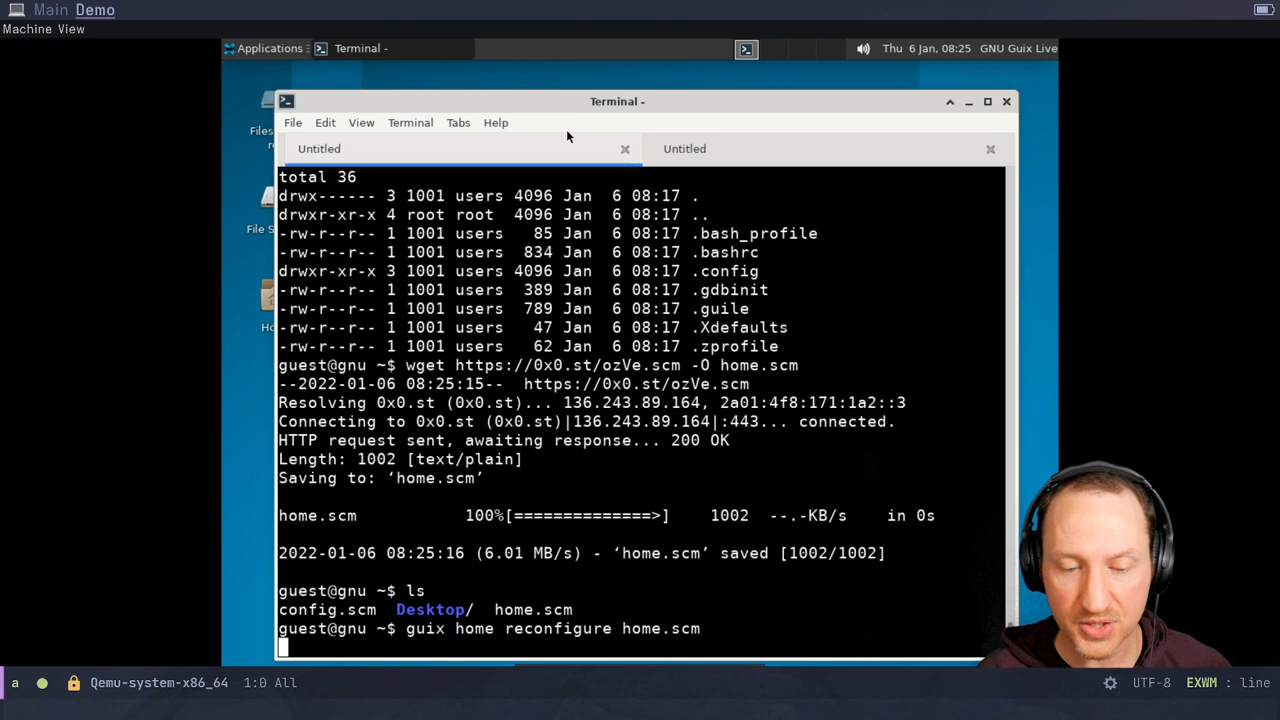 Main Demo
Machine View
Applications Terminal - Thu 6 Jan, 08:25 GNU Guix Live
Terminal -
File Edit View Terminal Tabs Help
Untitled Untitled
total 36
drwx------ 3 1001 users 4096 Jan  6 08:17 .
drwxr-xr-x 4 root root  4096 Jan  6 08:17 ..
-rw-r--r-- 1 1001 users   85 Jan  6 08:17 .bash_profile
-rw-r--r-- 1 1001 users  834 Jan  6 08:17 .bashrc
drwxr-xr-x 3 1001 users 4096 Jan  6 08:17 .config
-rw-r--r-- 1 1001 users  389 Jan  6 08:17 .gdbinit
-rw-r--r-- 1 1001 users  789 Jan  6 08:17 .guile
-rw-r--r-- 1 1001 users   47 Jan  6 08:17 .Xdefaults
-rw-r--r-- 1 1001 users   62 Jan  6 08:17 .zprofile
guest@gnu ~$ wget https://0x0.st/ozVe.scm -O home.scm
--2022-01-06 08:25:15--  https://0x0.st/ozVe.scm
Resolving 0x0.st (0x0.st)... 136.243.89.164, 2a01:4f8:171:1a2::3
Connecting to 0x0.st (0x0.st)|136.243.89.164|:443... connected.
HTTP request sent, awaiting response... 200 OK
Length: 1002 [text/plain]
Saving to: ‘home.scm’
home.scm 100%[==============>] 1002 --.-KB/s in 0s
2022-01-06 08:25:16 (6.01 MB/s) - ‘home.scm’ saved [1002/1002]
guest@gnu ~$ ls
config.scm  Desktop/  home.scm
guest@gnu ~$ guix home reconfigure home.scm
a Qemu-system-x86_64 1:0 All UTF-8 EXWM : line